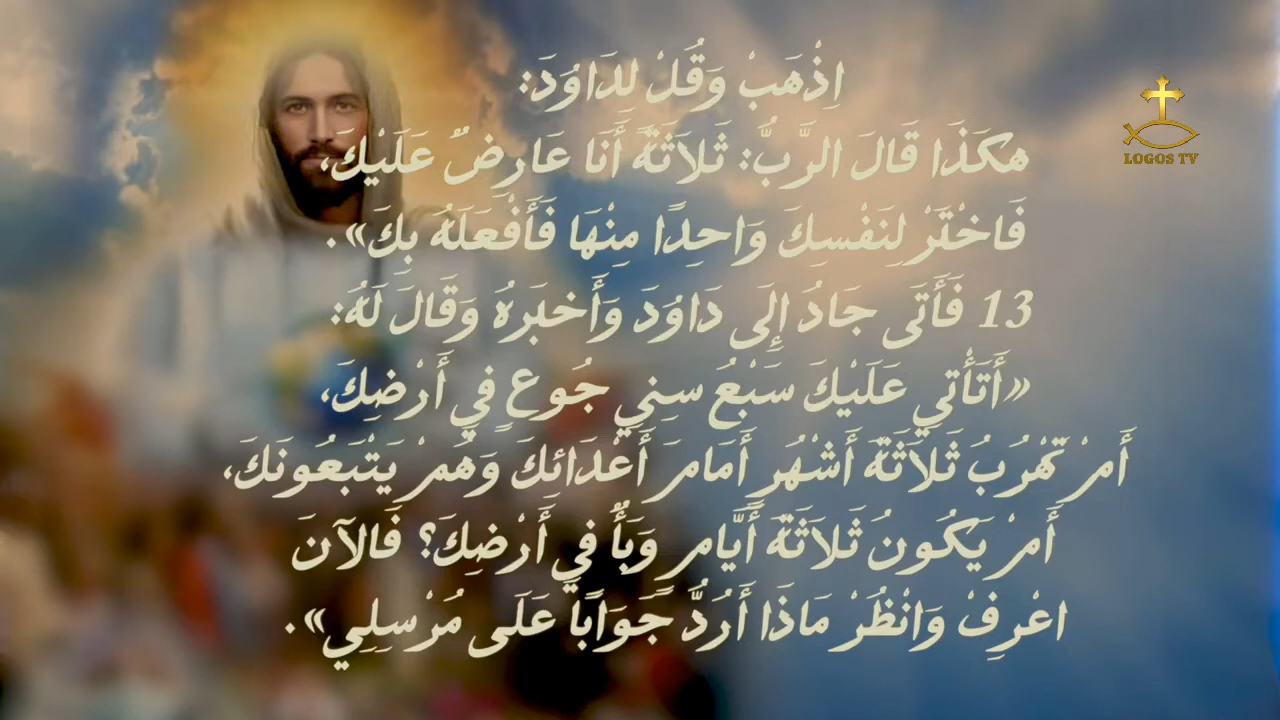 اِذْهَبْ وَقُلْ لِدَاوُدَ:
هكَذَا قَالَ الرَّبُّ: ثَلاَثَةً أَنَا عَارِضٌ عَلَيْكَ،
فَاخْتَرْ لِنَفْسِكَ وَاحِدًا مِنْهَا فَأَفْعَلَهُ بِكَ».
13 فَأَتَى جَادُ إِلَى دَاوُدَ وَأَخبَرَهُ وَقَالَ لَهُ:
«أَتَأْتِي عَلَيْكَ سَبْعُ سِنِي جُوعٍ فِي أَرْضِكَ،
أَمْ تَهْرُبُ ثَلاَثَةَ أَشْهُرٍ أَمَامَ أَعْدَائِكَ وَهُمْ يَتْبَعُونَكَ،
أَمْ يَكُونُ ثَلاَثَةَ أَيَّامٍ وَبَأٌ فِي أَرْضِكَ؟ فَالآنَ
اعْرِفْ وَانْظُرْ مَاذَا أَرُدُّ جَوَابًا عَلَى مُرْسِلِي».
LOGOS TV